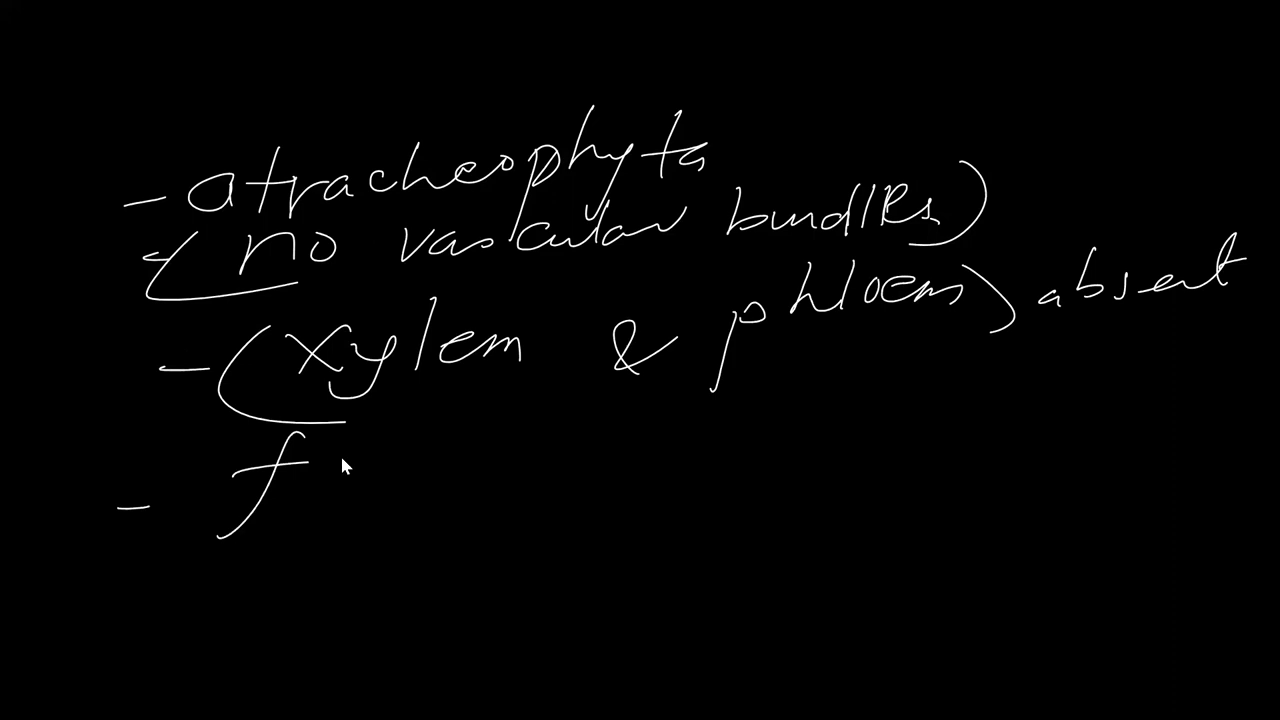 - atracheophyta
( no vascular bundles)
- (xylem & phloem) absent
- f